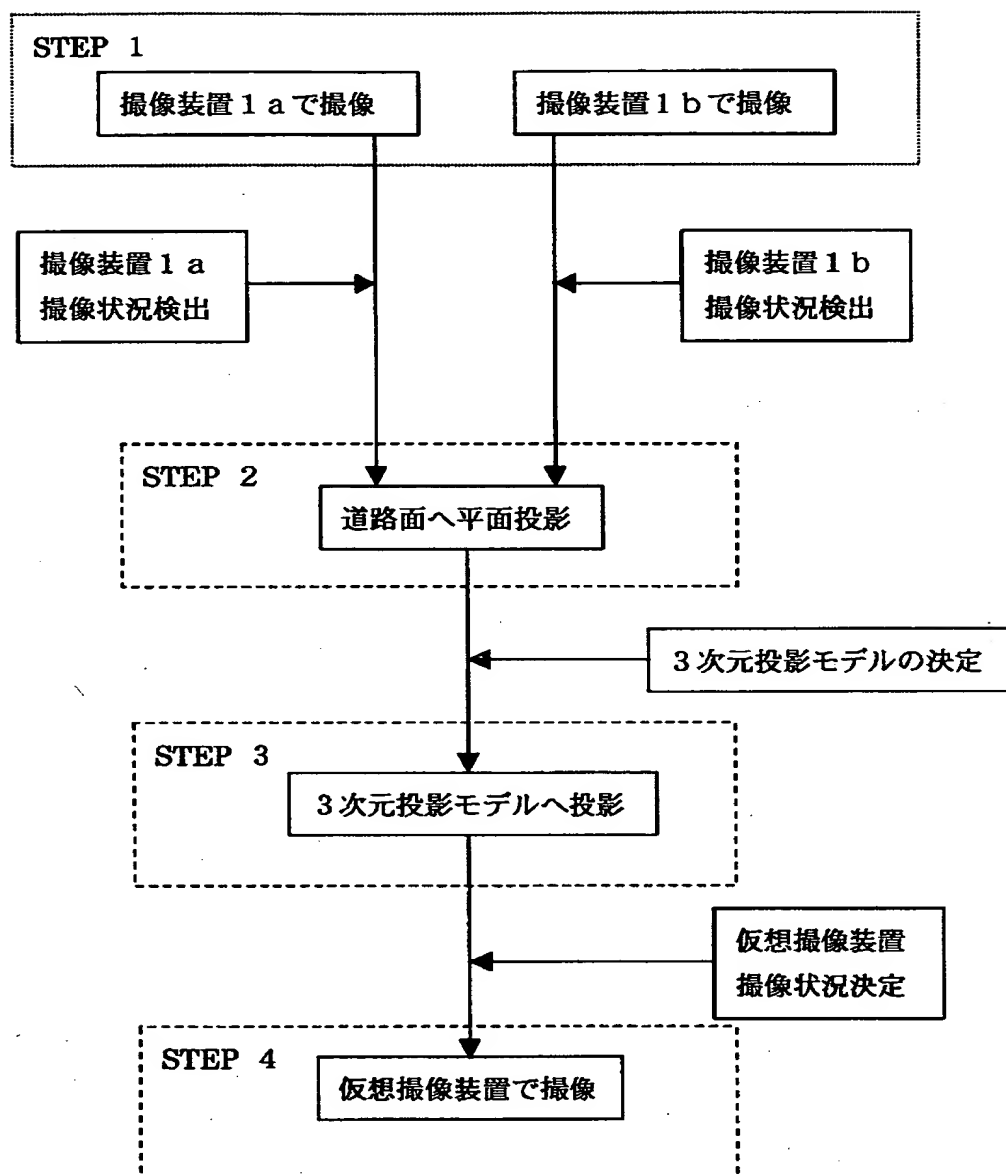 STEP 1
撮像装置1aで撮像
撮像装置1bで撮像
撮像装置1a
撮像状況検出
撮像装置1b
撮像状況検出
STEP 2
道路面へ平面投影
3次元投影モデルの決定
STEP 3
3次元投影モデルへ投影
仮想撮像装置
撮像状況決定
STEP 4
仮想撮像装置で撮像